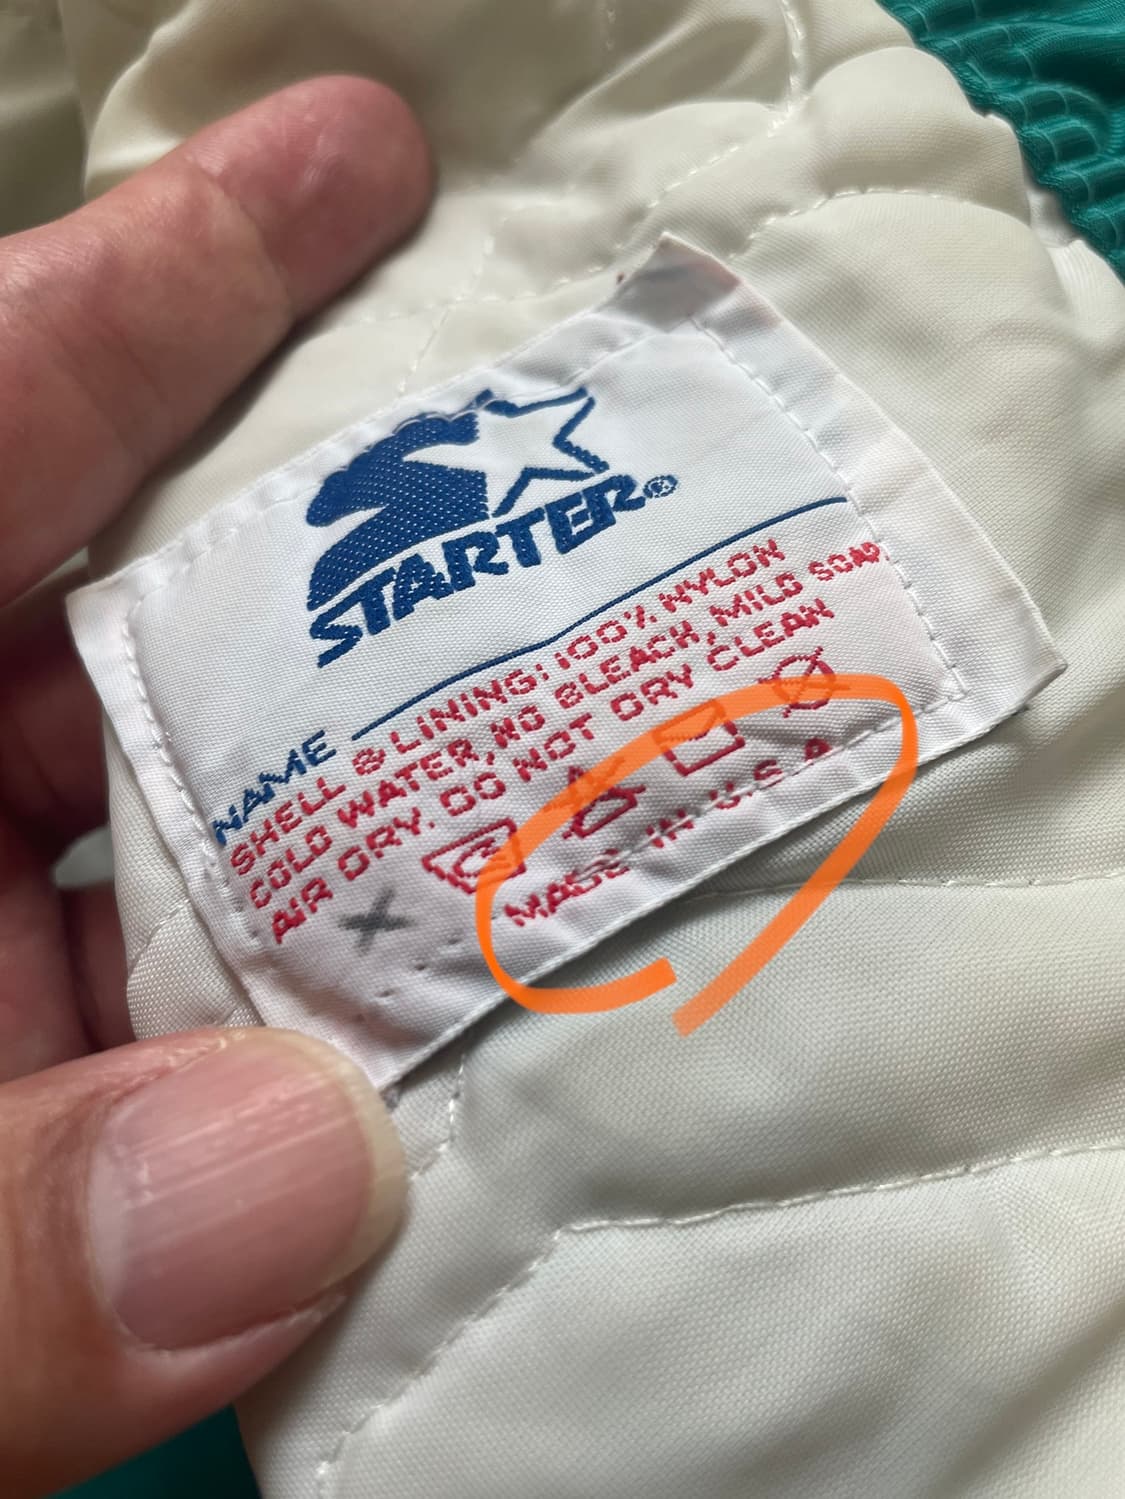 STARTER®
NAME
SHELL & LINING: 100% NYLON
COLD WATER, NO BLEACH, MILD SOAP
AIR DRY. DO NOT DRY CLEAN
MADE IN U.S.A